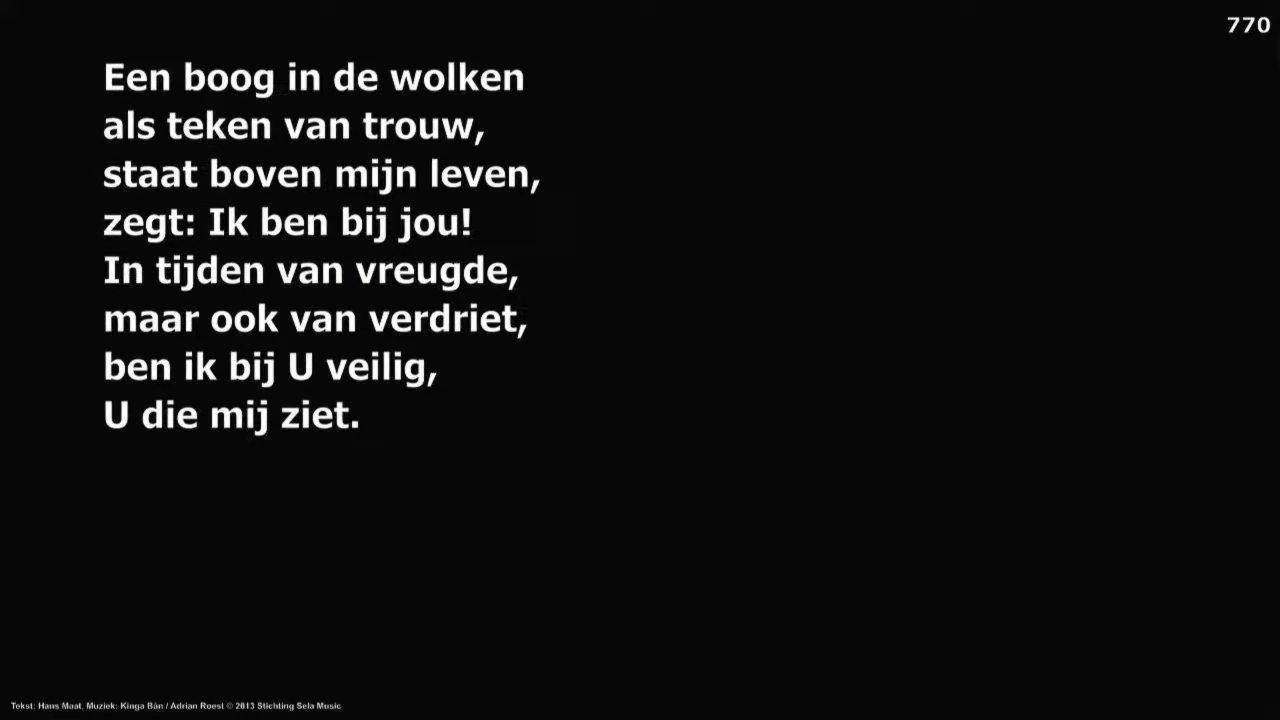 770
Een boog in de wolken
als teken van trouw,
staat boven mijn leven,
zegt: Ik ben bij jou!
In tijden van vreugde,
maar ook van verdriet,
ben ik bij U veilig,
U die mij ziet.
Tekst: Hans Maat, Muziek: Kinga Bán / Adrian Roest © 2013 Stichting Sela Music